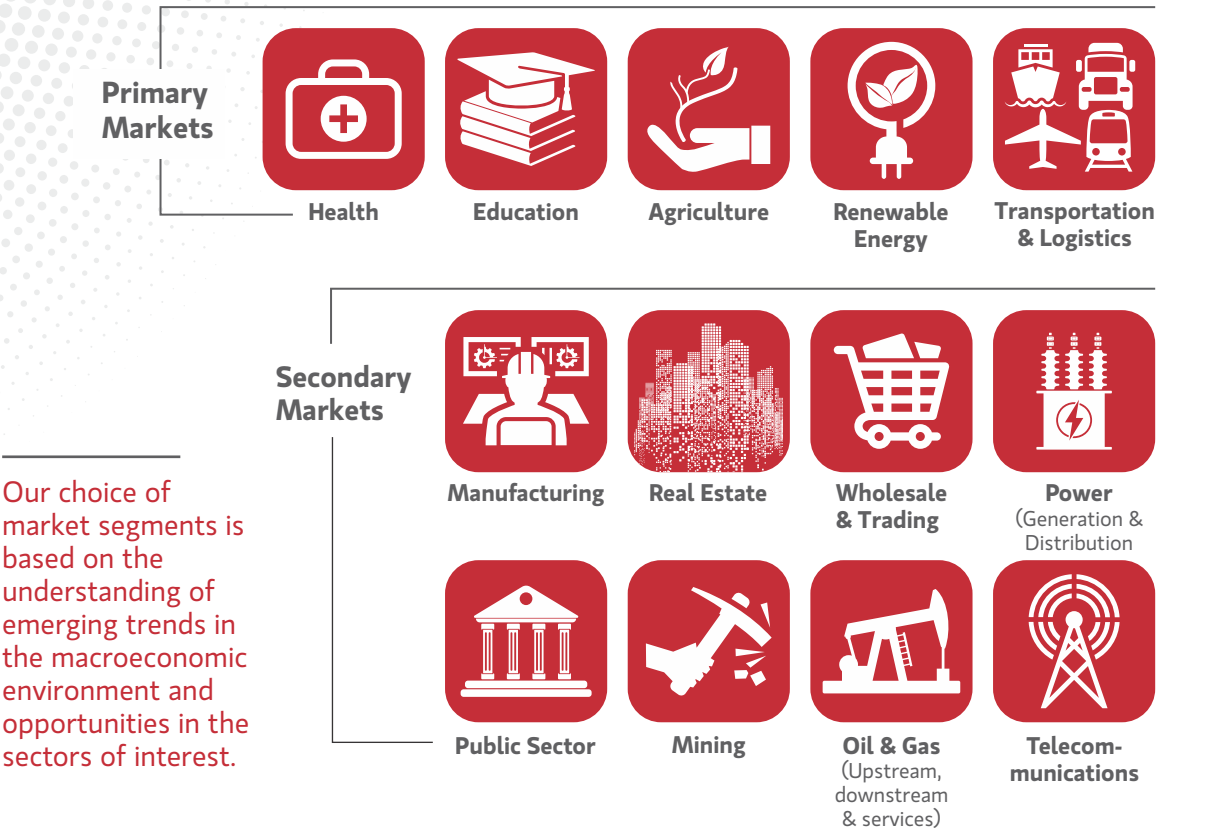 Primary
Markets
Health
Education
Agriculture
Renewable
Energy
Transportation
& Logistics
Secondary
Markets
Manufacturing
Real Estate
Wholesale
& Trading
Power
(Generation &
Distribution
Public Sector
Mining
Oil & Gas
(Upstream,
downstream
& services)
Telecom-
munications
Our choice of
market segments is
based on the
understanding of
emerging trends in
the macroeconomic
environment and
opportunities in the
sectors of interest.